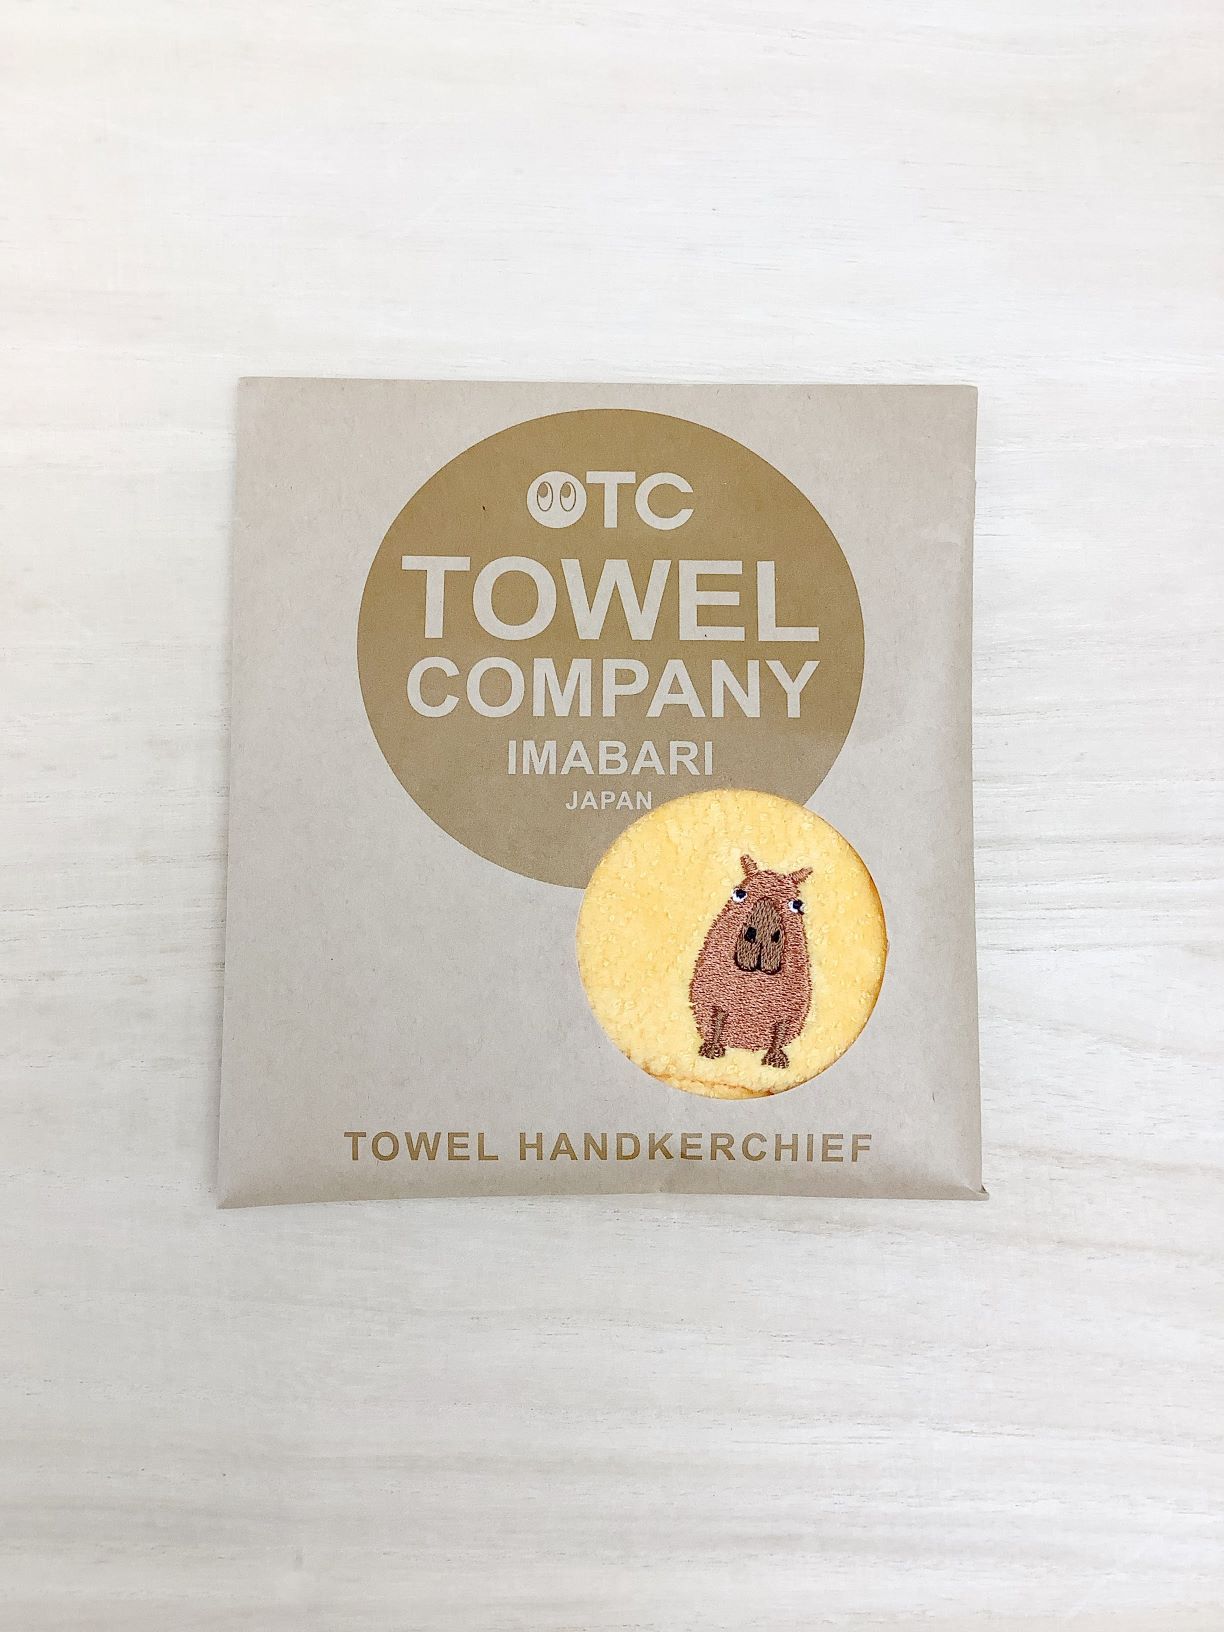 OTC
TOWEL
COMPANY
IMABARI
JAPAN
TOWEL HANDKERCHIEF